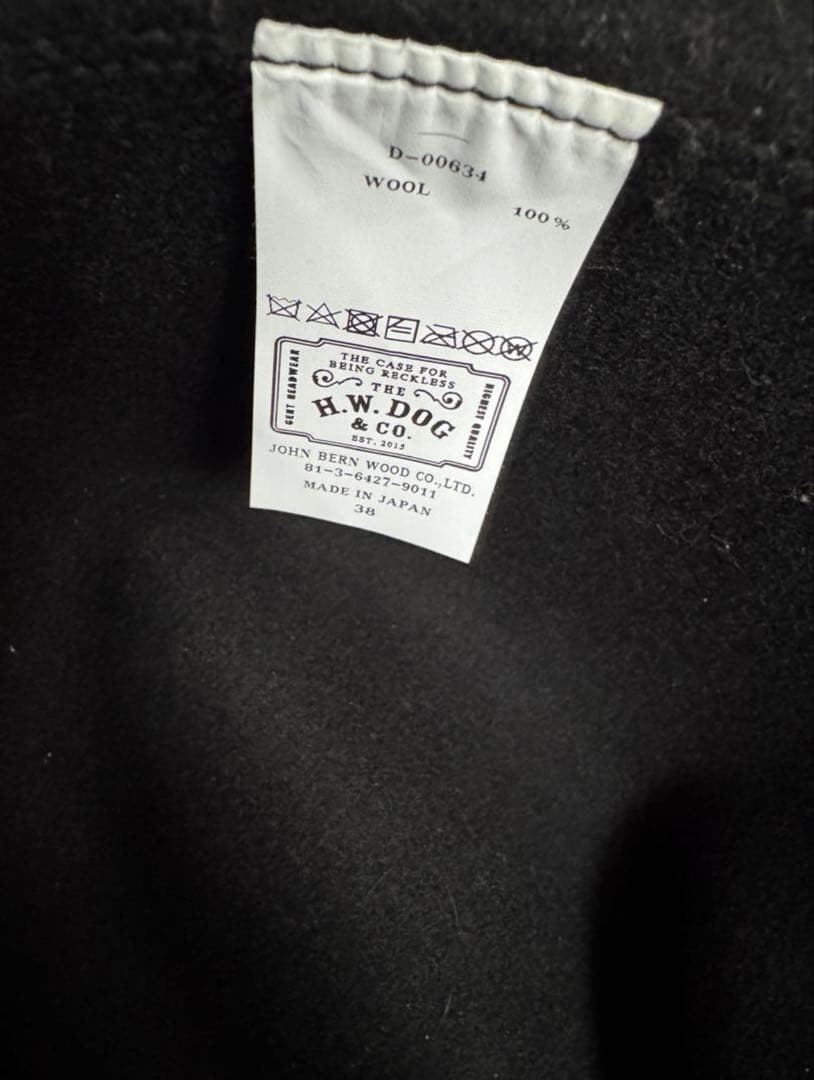 D-00634
WOOL
100%
THE CASE FOR
BEING RECKLESS
THE
H.W.DOG
& CO.
EST. 2015
GENT HEADWEAR
HIGHEST QUALITY
JOHN BERN WOOD CO.,LTD.
81-3-6427-9011
MADE IN JAPAN
38